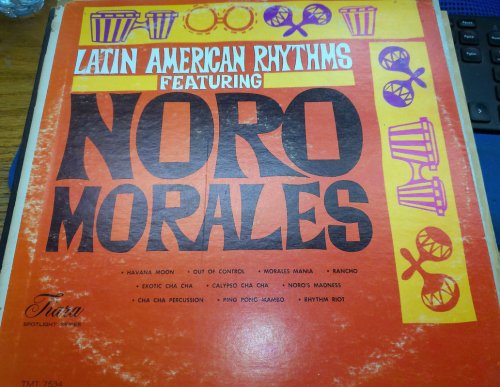 LATIN AMERICAN RHYTHMS
FEATURING
NORO
MORALES
• HAVANA MOON • OUT OF CONTROL • MORALES MANIA • RANCHO
• EXOTIC CHA CHA • CALYPSO CHA CHA • NORO'S MADNESS
• CHA CHA PERCUSSION • PING PONG MAMBO • RHYTHM RIOT
Tiara
SPOTLIGHT SERIES